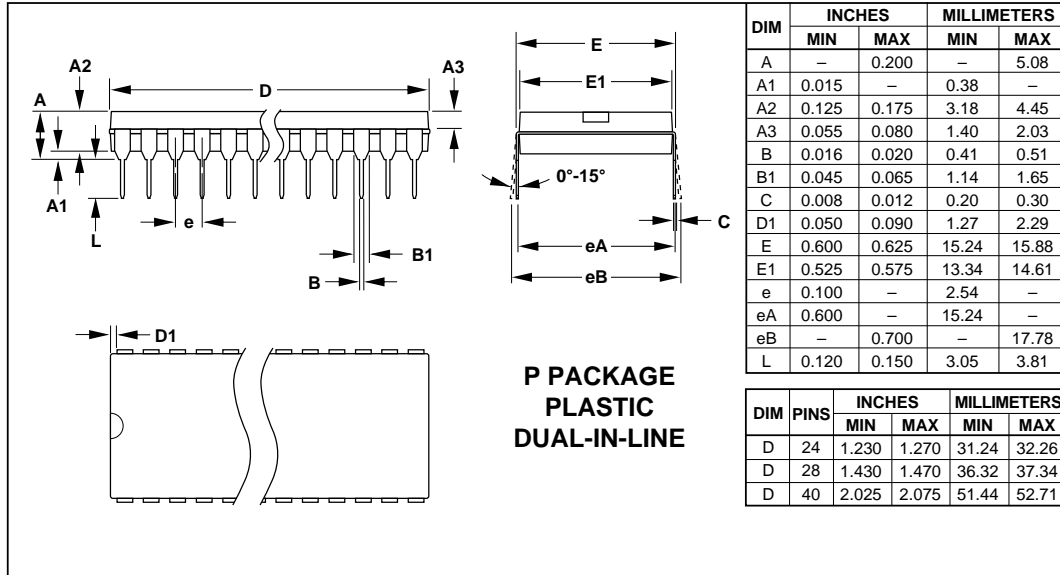 A2
A
D
A3
A1
L
e
B1
B
E
E1
0°-15°
C
eA
eB
D1
P PACKAGE
PLASTIC
DUAL-IN-LINE
DIM INCHES MILLIMETERS
MIN MAX MIN MAX
A – 0.200 – 5.08
A1 0.015 – 0.38 –
A2 0.125 0.175 3.18 4.45
A3 0.055 0.080 1.40 2.03
B 0.016 0.020 0.41 0.51
B1 0.045 0.065 1.14 1.65
C 0.008 0.012 0.20 0.30
D1 0.050 0.090 1.27 2.29
E 0.600 0.625 15.24 15.88
E1 0.525 0.575 13.34 14.61
e 0.100 – 2.54 –
eA 0.600 – 15.24 –
eB – 0.700 – 17.78
L 0.120 0.150 3.05 3.81
DIM PINS INCHES MILLIMETERS
MIN MAX MIN MAX
D 24 1.230 1.270 31.24 32.26
D 28 1.430 1.470 36.32 37.34
D 40 2.025 2.075 51.44 52.71